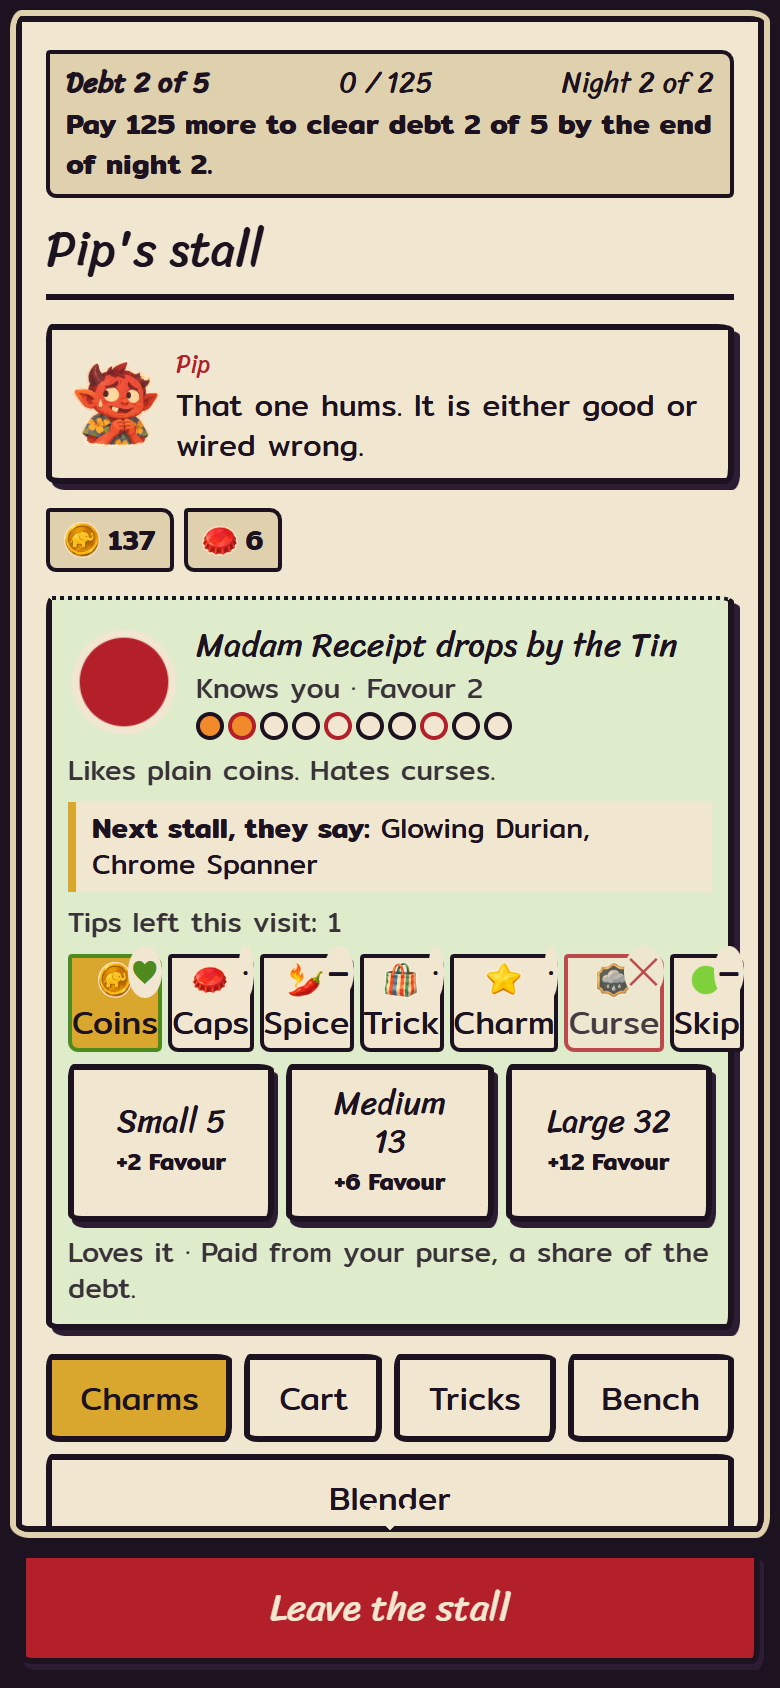 Debt 2 of 5 0 / 125 Night 2 of 2
Pay 125 more to clear debt 2 of 5 by the end
of night 2.
Pip's stall
Pip
That one hums. It is either good or
wired wrong.
137 6
Madam Receipt drops by the Tin
Knows you · Favour 2
Likes plain coins. Hates curses.
Next stall, they say: Glowing Durian,
Chrome Spanner
Tips left this visit: 1
Coins Caps Spice Trick Charm Curse Skip
Small 5
+2 Favour
Medium
13
+6 Favour
Large 32
+12 Favour
Loves it · Paid from your purse, a share of the
debt.
Charms Cart Tricks Bench
Blender
Leave the stall